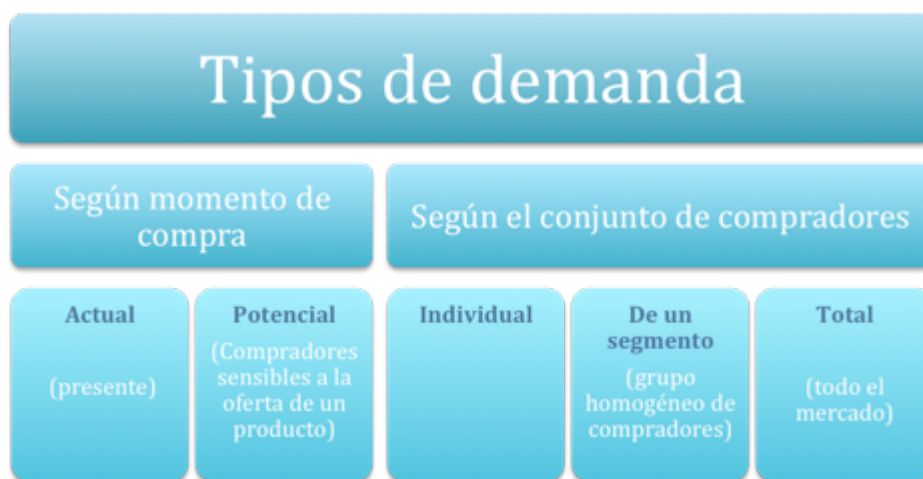 Tipos de demanda
Según momento de
compra
Según el conjunto de compradores
Actual
(presente)
Potencial
(Compradores
sensibles a la
oferta de un
producto)
Individual
De un
segmento
(grupo
homogéneo de
compradores)
Total
(todo el
mercado)